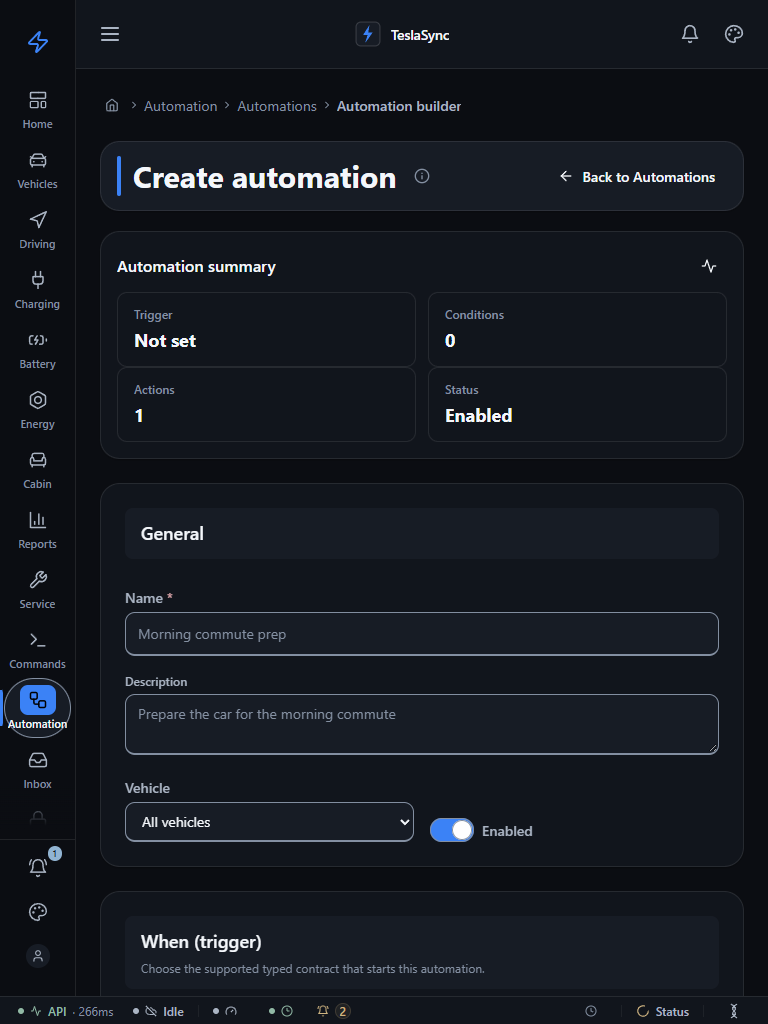 TeslaSync
Home
Vehicles
Driving
Charging
Battery
Energy
Cabin
Reports
Service
Commands
Automation
Inbox
1
Automation > Automations > Automation builder
Create automation
Back to Automations
Automation summary
Trigger
Not set
Conditions
0
Actions
1
Status
Enabled
General
Name *
Morning commute prep
Description
Prepare the car for the morning commute
Vehicle
All vehicles
Enabled
When (trigger)
Choose the supported typed contract that starts this automation.
API · 266ms
Idle
2
Status